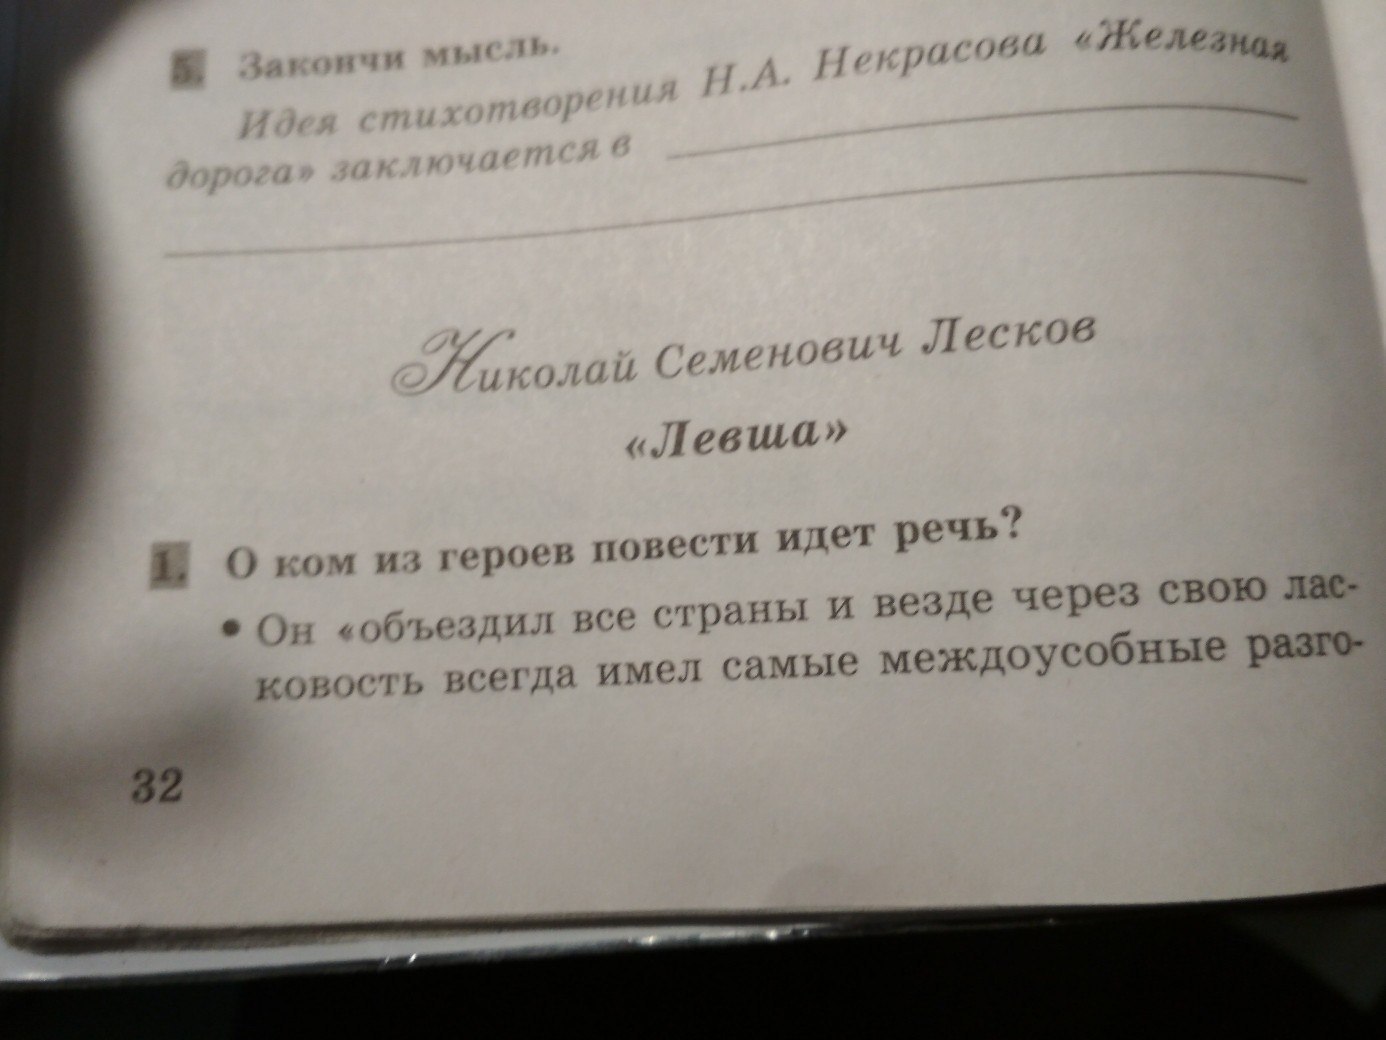 5. Закончи мысль.
Идея стихотворения Н.А. Некрасова «Железная
дорога» заключается в
Николай Семенович Лесков
«Левша»
1. О ком из героев повести идет речь?
• Он «объездил все страны и везде через свою лас-
ковость всегда имел самые междоусобные разго-
32